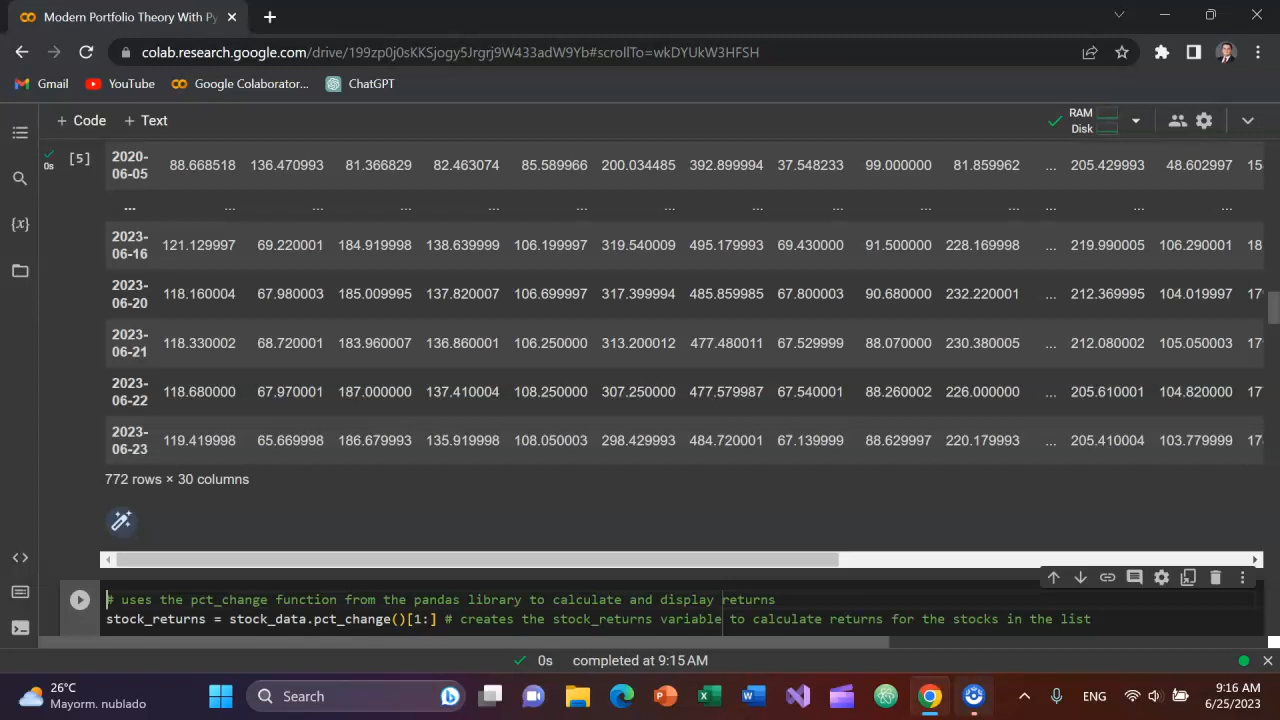 Modern Portfolio Theory With Py
colab.research.google.com/drive/199zp0j0sKKSjogy5Jrgrj9W433adW9Yb#scrollTo=wkDYUkW3HFSH
Gmail YouTube Google Colaborator... ChatGPT
+ Code + Text RAM Disk
[5] 0s
2020-06-05 88.668518 136.470993 81.366829 82.463074 85.589966 200.034485 392.899994 37.548233 99.000000 81.859962 ... 205.429993 48.602997 15
... ... ... ... ... ... ... ... ... ... ... ... ... ...
2023-06-16 121.129997 69.220001 184.919998 138.639999 106.199997 319.540009 495.179993 69.430000 91.500000 228.169998 ... 219.990005 106.290001 18
2023-06-20 118.160004 67.980003 185.009995 137.820007 106.699997 317.399994 485.859985 67.800003 90.680000 232.220001 ... 212.369995 104.019997 17
2023-06-21 118.330002 68.720001 183.960007 136.860001 106.250000 313.200012 477.480011 67.529999 88.070000 230.380005 ... 212.080002 105.050003 17
2023-06-22 118.680000 67.970001 187.000000 137.410004 108.250000 307.250000 477.579987 67.540001 88.260002 226.000000 ... 205.610001 104.820000 17
2023-06-23 119.419998 65.669998 186.679993 135.919998 108.050003 298.429993 484.720001 67.139999 88.629997 220.179993 ... 205.410004 103.779999 17
772 rows × 30 columns
# uses the pct_change function from the pandas library to calculate and display returns
stock_returns = stock_data.pct_change()[1:] # creates the stock_returns variable to calculate returns for the stocks in the list
0s completed at 9:15 AM
26°C
Mayorm. nublado
Search
ENG
9:16 AM
6/25/2023